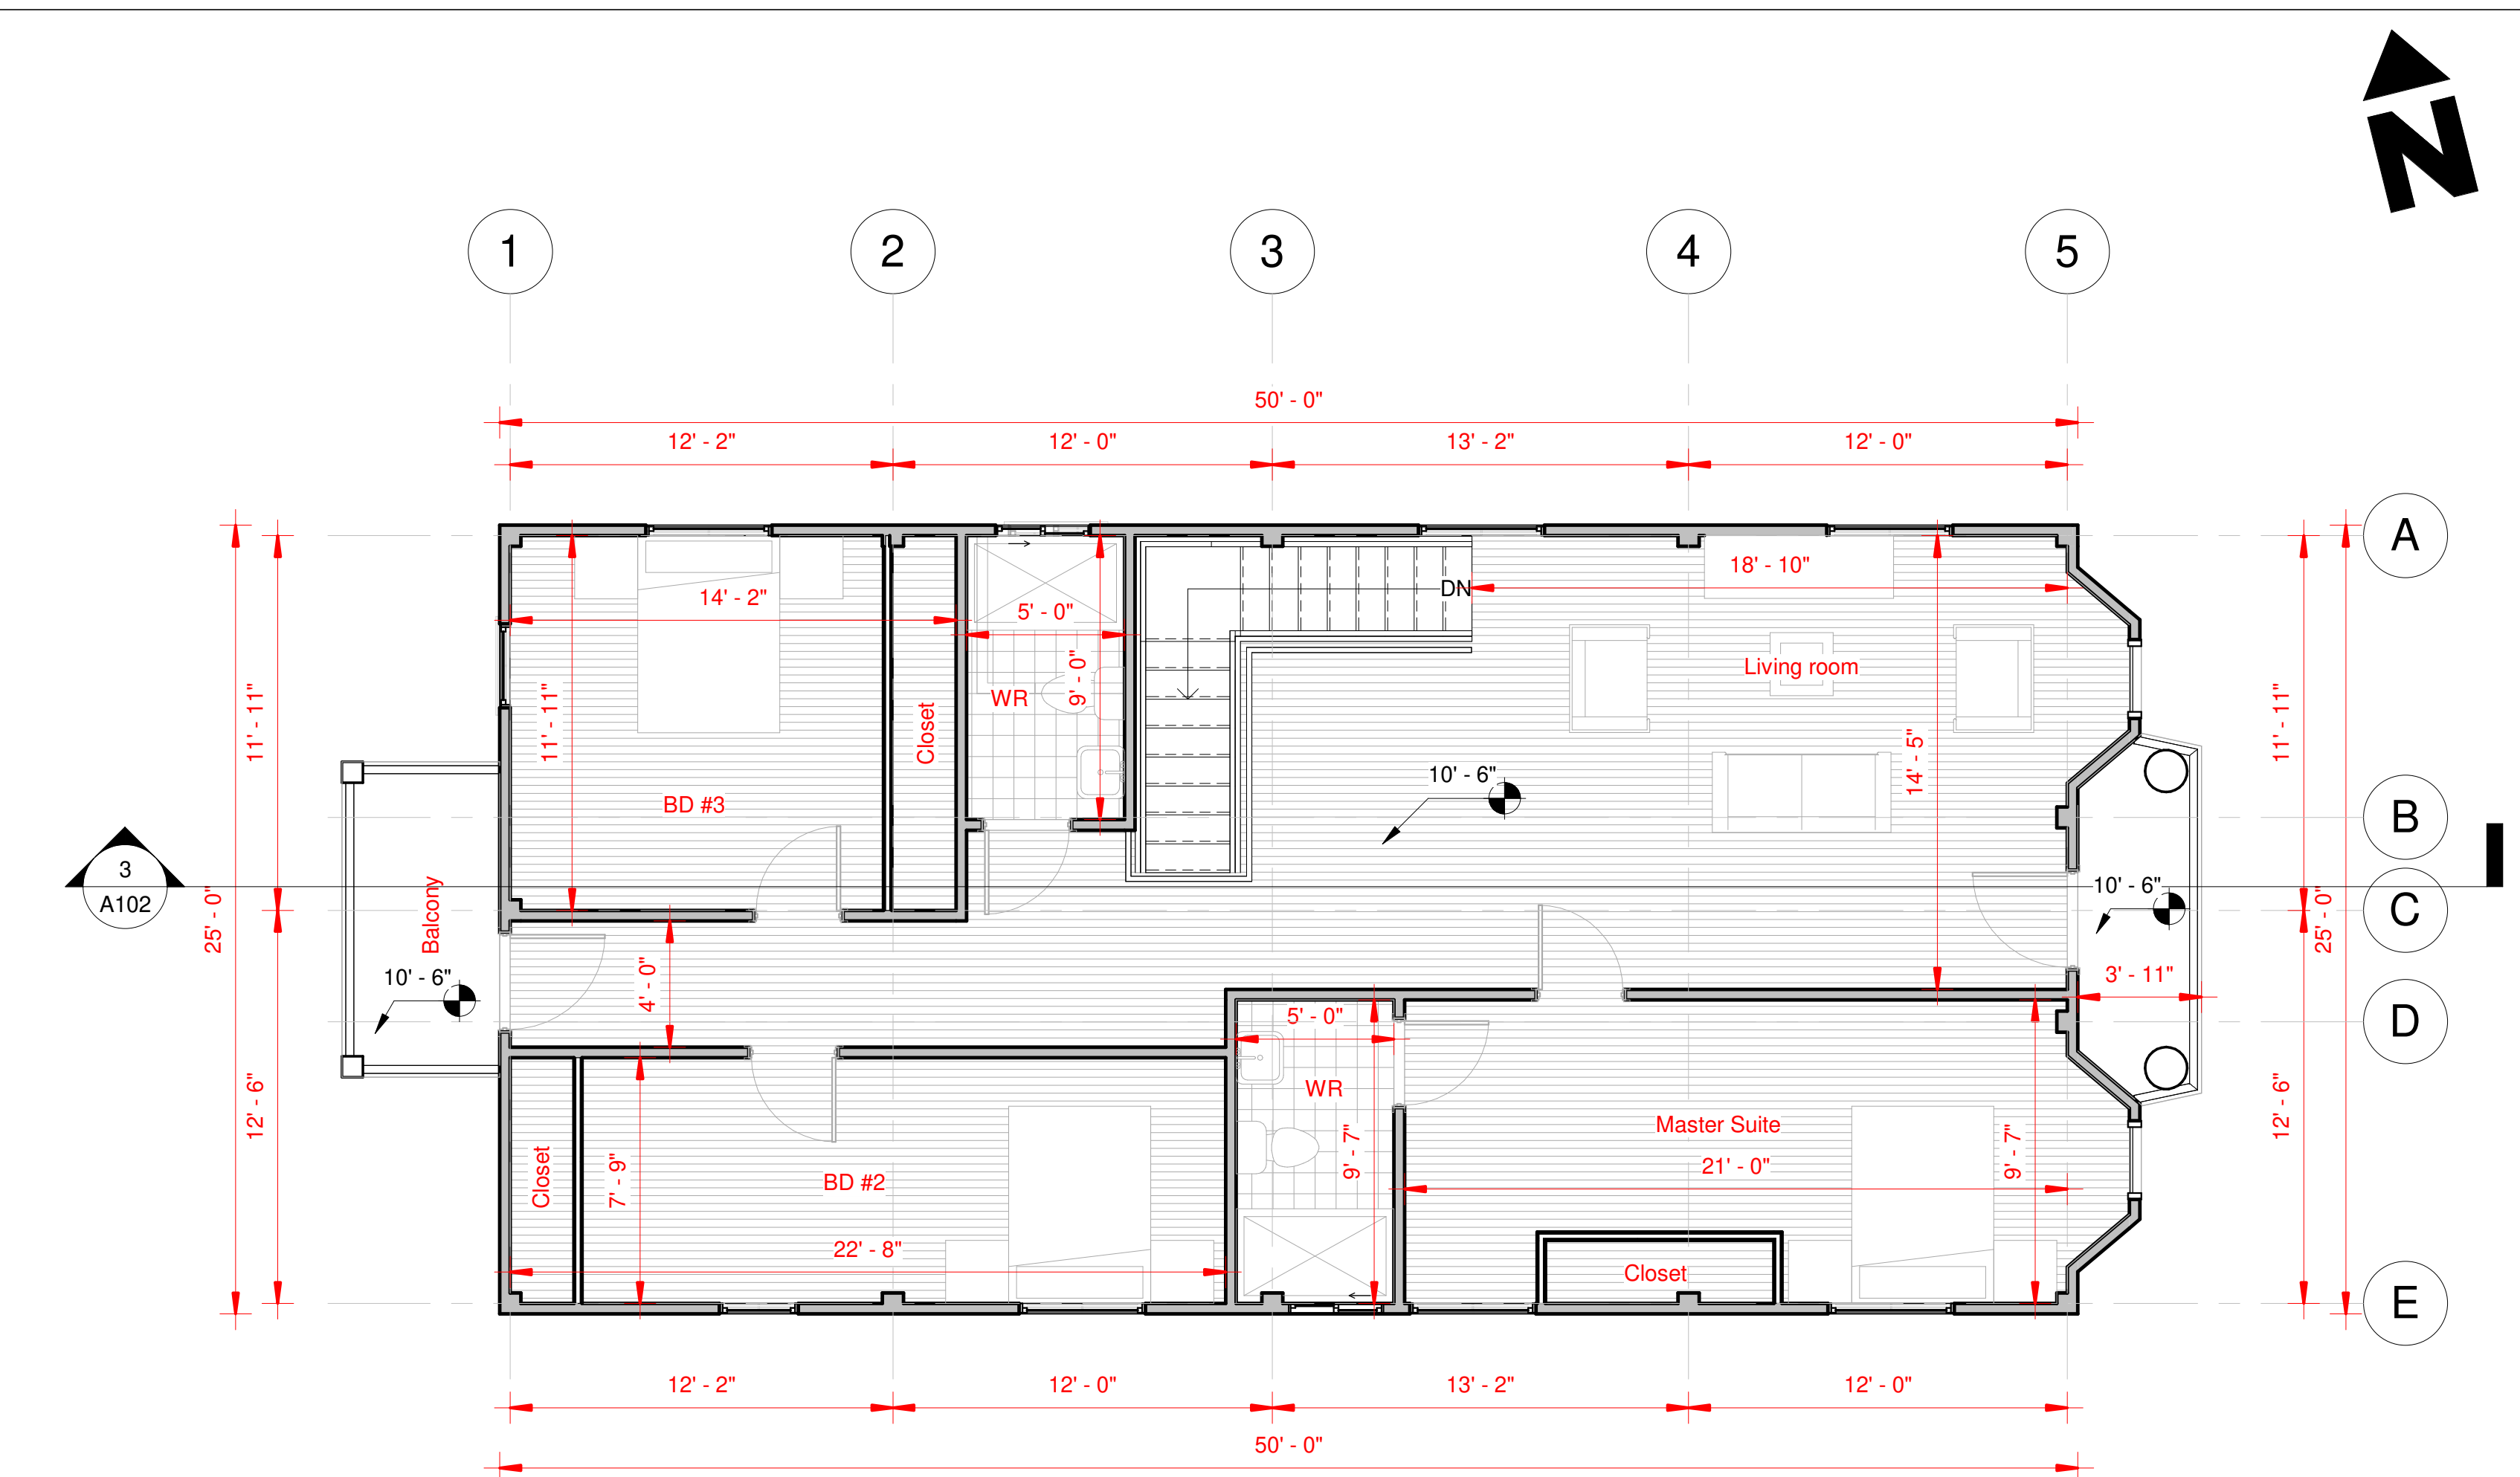 N
1
2
3
4
5
50' - 0"
12' - 2"
12' - 0"
13' - 2"
12' - 0"
A
B
C
D
E
18' - 10"
DN
14' - 2"
5' - 0"
Living room
9' - 0"
WR
11' - 11"
11' - 11"
11' - 11"
Closet
14' - 5"
10' - 6"
BD #3
3
A102
25' - 0"
Balcony
10' - 6"
25' - 0"
10' - 6"
4' - 0"
3' - 11"
5' - 0"
WR
12' - 6"
12' - 6"
Master Suite
Closet
7' - 9"
BD #2
9' - 7"
21' - 0"
9' - 7"
22' - 8"
Closet
12' - 2"
12' - 0"
13' - 2"
12' - 0"
50' - 0"